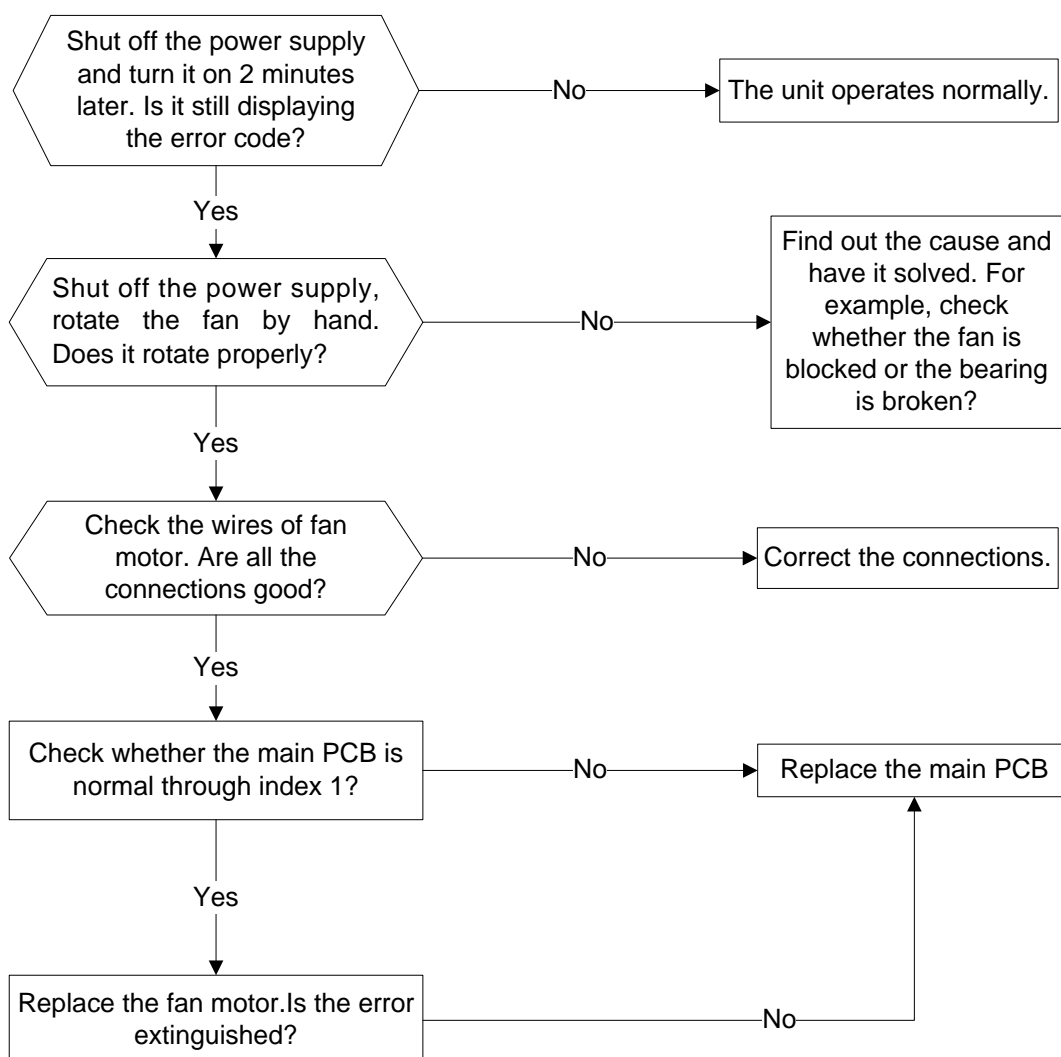 Shut off the power supply
and turn it on 2 minutes
later. Is it still displaying
the error code?
No
The unit operates normally.
Yes
Shut off the power supply,
rotate the fan by hand.
Does it rotate properly?
No
Find out the cause and
have it solved. For
example, check
whether the fan is
blocked or the bearing
is broken?
Yes
Check the wires of fan
motor. Are all the
connections good?
No
Correct the connections.
Yes
Check whether the main PCB is
normal through index 1?
No
Replace the main PCB
Yes
Replace the fan motor.Is the error
extinguished?
No